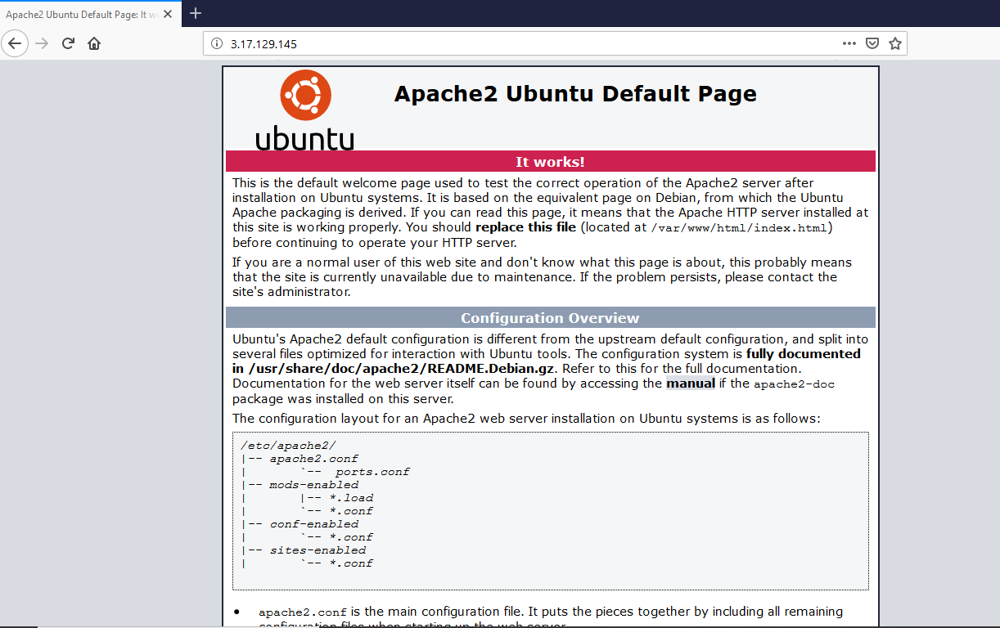 Apache2 Ubuntu Default Page: It w
3.17.129.145
ubuntu
Apache2 Ubuntu Default Page
It works!
This is the default welcome page used to test the correct operation of the Apache2 server after
installation on Ubuntu systems. It is based on the equivalent page on Debian, from which the Ubuntu
Apache packaging is derived. If you can read this page, it means that the Apache HTTP server installed at
this site is working properly. You should replace this file (located at /var/www/html/index.html)
before continuing to operate your HTTP server.
If you are a normal user of this web site and don't know what this page is about, this probably means
that the site is currently unavailable due to maintenance. If the problem persists, please contact the
site's administrator.
Configuration Overview
Ubuntu's Apache2 default configuration is different from the upstream default configuration, and split into
several files optimized for interaction with Ubuntu tools. The configuration system is fully documented
in /usr/share/doc/apache2/README.Debian.gz. Refer to this for the full documentation.
Documentation for the web server itself can be found by accessing the manual if the apache2-doc
package was installed on this server.
The configuration layout for an Apache2 web server installation on Ubuntu systems is as follows:
/etc/apache2/
|-- apache2.conf
|       `--  ports.conf
|-- mods-enabled
|       |-- *.load
|       `-- *.conf
|-- conf-enabled
|       `-- *.conf
|-- sites-enabled
|       `-- *.conf
• apache2.conf is the main configuration file. It puts the pieces together by including all remaining
configuration files when starting up the web server.